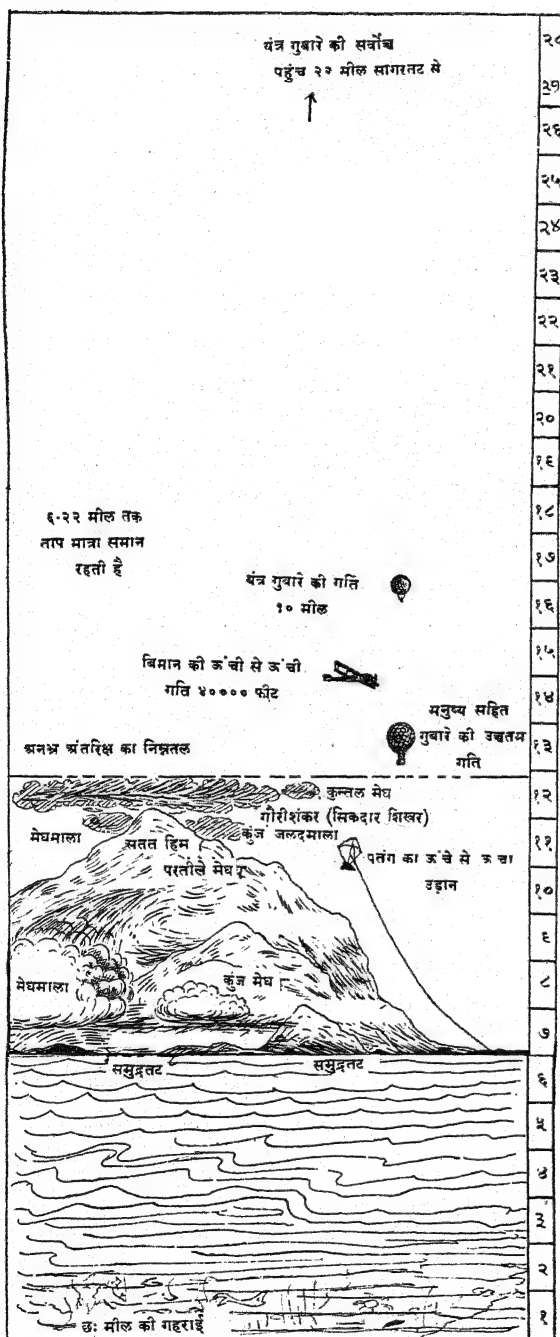 यंत्र गुबारे की सर्वोच
पहुंच २२ मील सागरतट से
२८
२७
२६
२५
२४
२३
२२
२१
२०
१६
१८
६-२२ मील तक
ताप मात्रा समान
रहती है
१७
यंत्र गुबारे की गति
१० मील
१६
१५
बिमान की ऊंची से ऊंची
गति ४०००० फीट
१४
मनुष्य सहित
गुबारे की उच्चतम
गति
१३
अनभ्र अंतरिक्ष का निम्नतल
कुन्तल मेघ
१२
गौरीशंकर (सिकदार शिखर)
मेघमाला
कुंज जलदमाला
सतत हिम
परतीले मेघ
११
पतंग का ऊंचे से ऊचा
उड़ान
१०
६
मेघमाला
कुंज मेघ
८
७
समुद्रतट
समुद्रतट
६
५
४
३
२
छः मील की गहराई
१